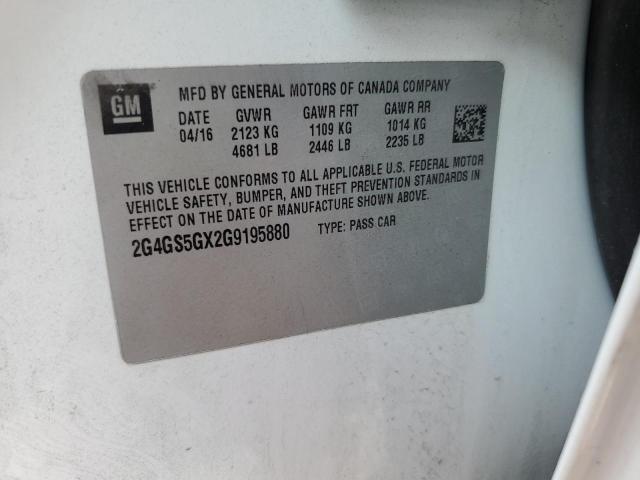 GM
MFD BY GENERAL MOTORS OF CANADA COMPANY
DATE GVWR GAWR FRT GAWR RR
04/16 2123 KG 1109 KG 1014 KG
4681 LB 2446 LB 2235 LB
THIS VEHICLE CONFORMS TO ALL APPLICABLE U.S. FEDERAL MOTOR
VEHICLE SAFETY, BUMPER, AND THEFT PREVENTION STANDARDS IN
EFFECT ON THE DATE OF MANUFACTURE SHOWN ABOVE.
2G4GS5GX2G9195880 TYPE: PASS CAR